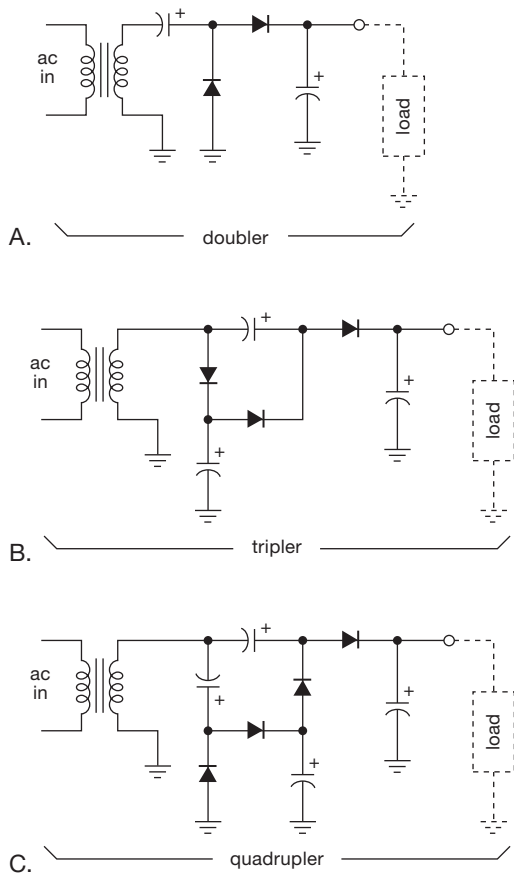 ac
in
+
+
load
A.
doubler
ac
in
+
+
+
load
B.
tripler
ac
in
+
+
+
+
load
C.
quadrupler